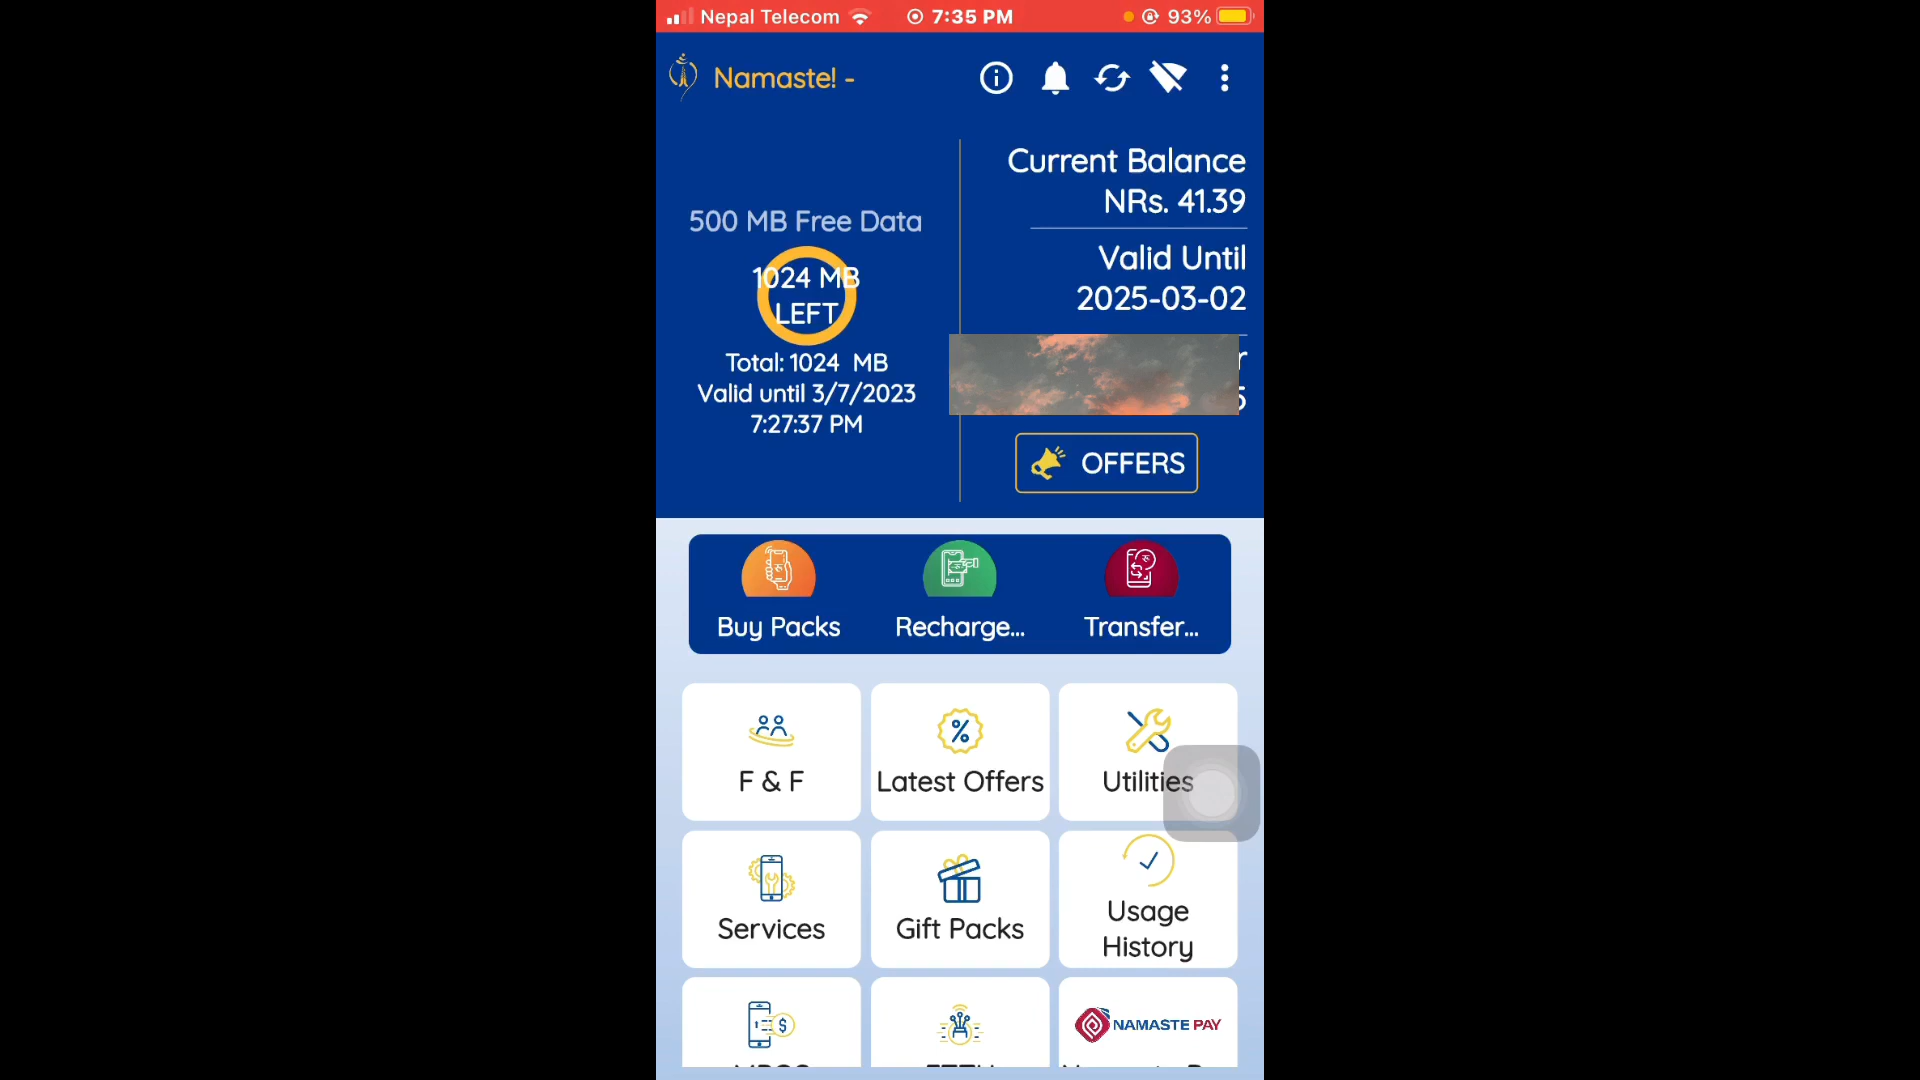 Nepal Telecom 7:35 PM 93%
Namaste! -
Current Balance
NRs. 41.39
500 MB Free Data
Valid Until
2025-03-02
1024 MB
LEFT
Total: 1024 MB
Valid until 3/7/2023
7:27:37 PM
r
5
OFFERS
Buy Packs Recharge... Transfer...
F & F Latest Offers Utilities
Services Gift Packs Usage
History
NAMASTE PAY